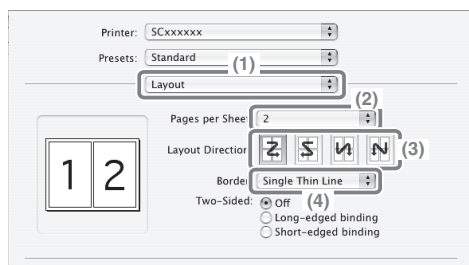 Printer: SCxxxxxx
Presets: Standard
(1)
Layout
(2)
Pages per Shee 2
Layout Direction (3)
Border Single Thin Line
Two-Sided: Off (4)
Long-edged binding
Short-edged binding
1 2